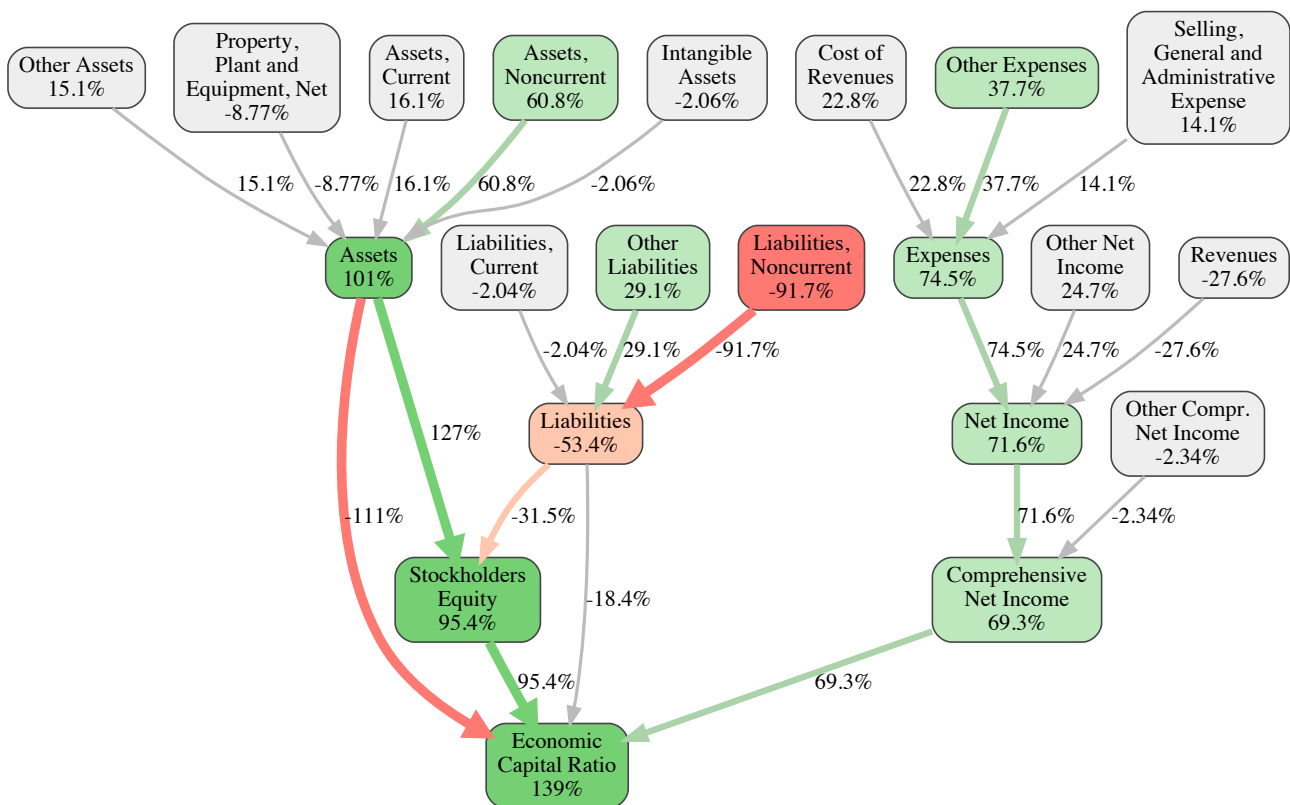 Other Assets
15.1%
Property,
Plant and
Equipment, Net
-8.77%
Assets,
Current
16.1%
Assets,
Noncurrent
60.8%
Intangible
Assets
-2.06%
Cost of
Revenues
22.8%
Other Expenses
37.7%
Selling,
General and
Administrative
Expense
14.1%
15.1%
-8.77%
16.1%
60.8%
-2.06%
22.8%
37.7%
14.1%
Assets
101%
Liabilities,
Current
-2.04%
Other
Liabilities
29.1%
Liabilities,
Noncurrent
-91.7%
Expenses
74.5%
Other Net
Income
24.7%
Revenues
-27.6%
-2.04%
29.1%
-91.7%
74.5%
24.7%
-27.6%
127%
Liabilities
-53.4%
Net Income
71.6%
Other Compr.
Net Income
-2.34%
-111%
-31.5%
71.6%
-2.34%
Stockholders
Equity
95.4%
-18.4%
Comprehensive
Net Income
69.3%
95.4%
69.3%
Economic
Capital Ratio
139%